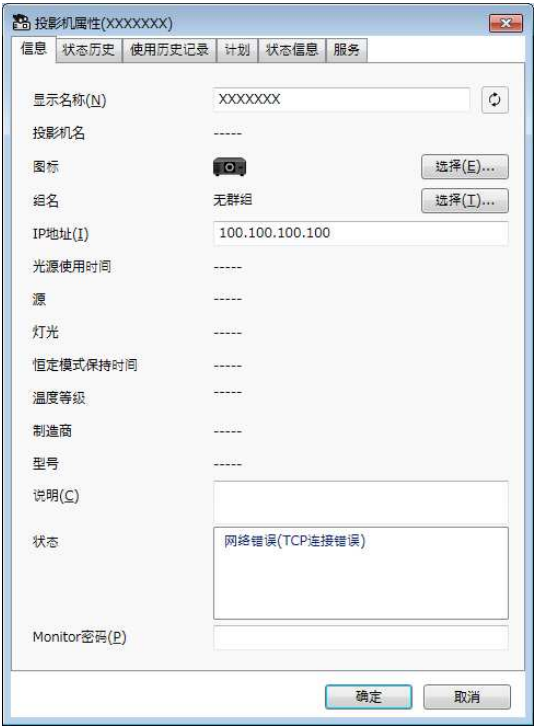 投影机属性(XXXXXXX)
信息 状态历史 使用历史记录 计划 状态信息 服务
显示名称(N) XXXXXXX
投影机名 -----
图标 选择(E)...
组名 无群组 选择(T)...
IP地址(I) 100.100.100.100
光源使用时间 -----
源 -----
灯光 -----
恒定模式保持时间 -----
温度等级 -----
制造商 -----
型号 -----
说明(C)
状态 网络错误(TCP连接错误)
Monitor密码(P)
确定 取消